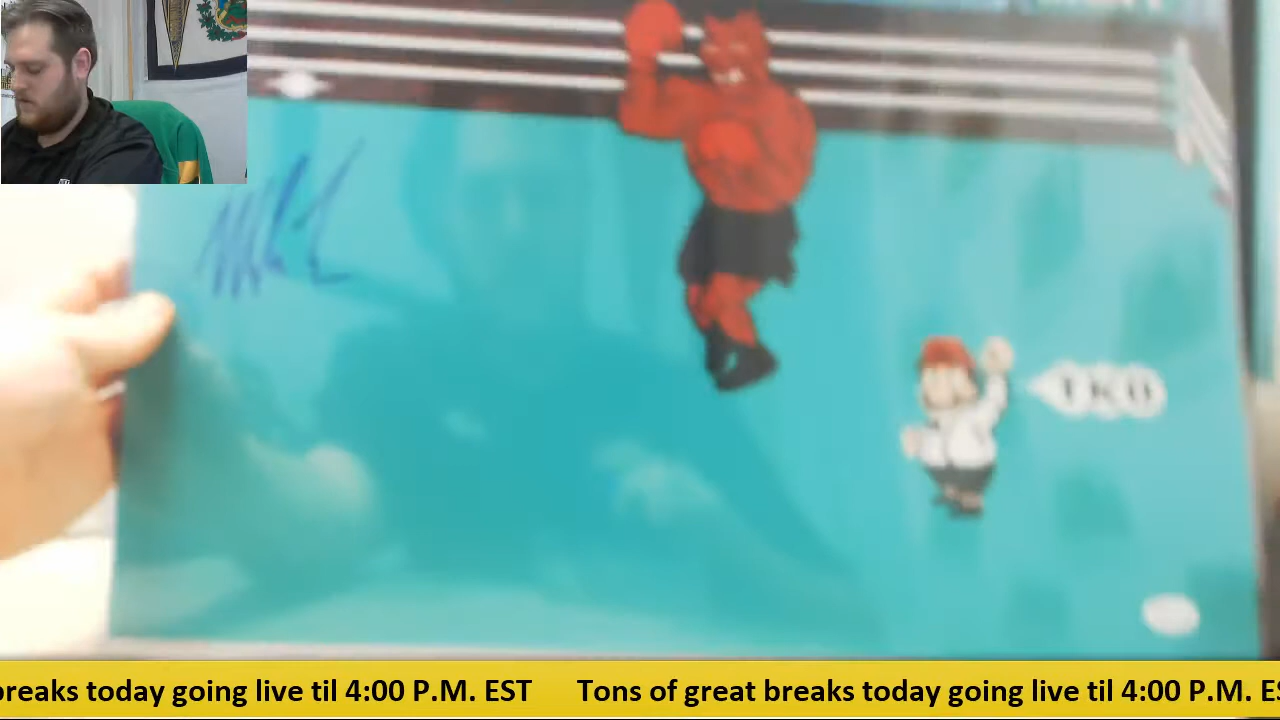 TKO
breaks today going live til 4:00 P.M. EST Tons of great breaks today going live til 4:00 P.M. ES